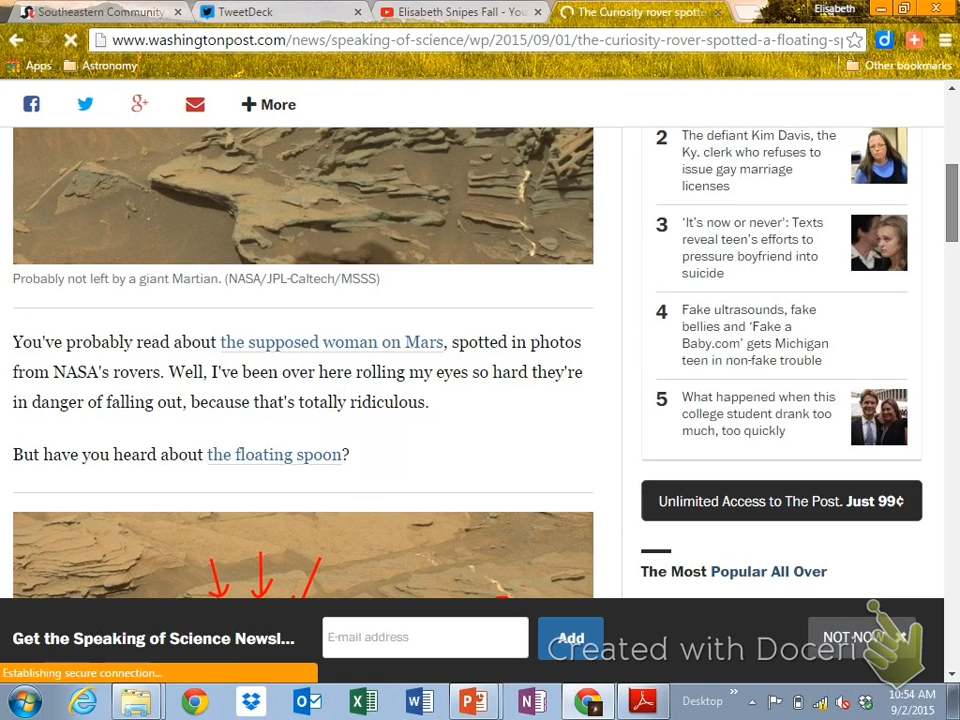 Southeastern Community
TweetDeck
Elisabeth Snipes Fall - You
The Curiosity rover spott
Elisabeth
www.washingtonpost.com/news/speaking-of-science/wp/2015/09/01/the-curiosity-rover-spotted-a-floating-s
Apps
Astronomy
Other bookmarks
+ More
Probably not left by a giant Martian. (NASA/JPL-Caltech/MSSS)
You've probably read about the supposed woman on Mars, spotted in photos
from NASA's rovers. Well, I've been over here rolling my eyes so hard they're
in danger of falling out, because that's totally ridiculous.
But have you heard about the floating spoon?
2 The defiant Kim Davis, the
Ky. clerk who refuses to
issue gay marriage
licenses
3 'It's now or never': Texts
reveal teen's efforts to
pressure boyfriend into
suicide
4 Fake ultrasounds, fake
bellies and 'Fake a
Baby.com' gets Michigan
teen in non-fake trouble
5 What happened when this
college student drank too
much, too quickly
Unlimited Access to The Post. Just 99¢
The Most Popular All Over
Get the Speaking of Science Newsl...
E-mail address
Add
NOT NOW
Created with Doceri
Establishing secure connection...
Desktop
10:54 AM
9/2/2015